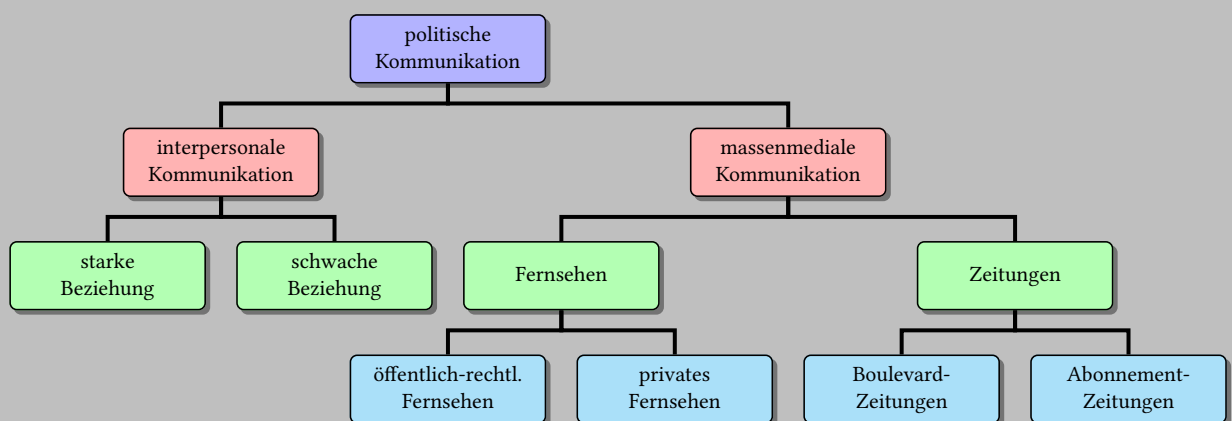 politische
Kommunikation
interpersonale
Kommunikation
massenmediale
Kommunikation
starke
Beziehung
schwache
Beziehung
Fernsehen
Zeitungen
öffentlich-rechtl.
Fernsehen
privates
Fernsehen
Boulevard-
Zeitungen
Abonnement-
Zeitungen